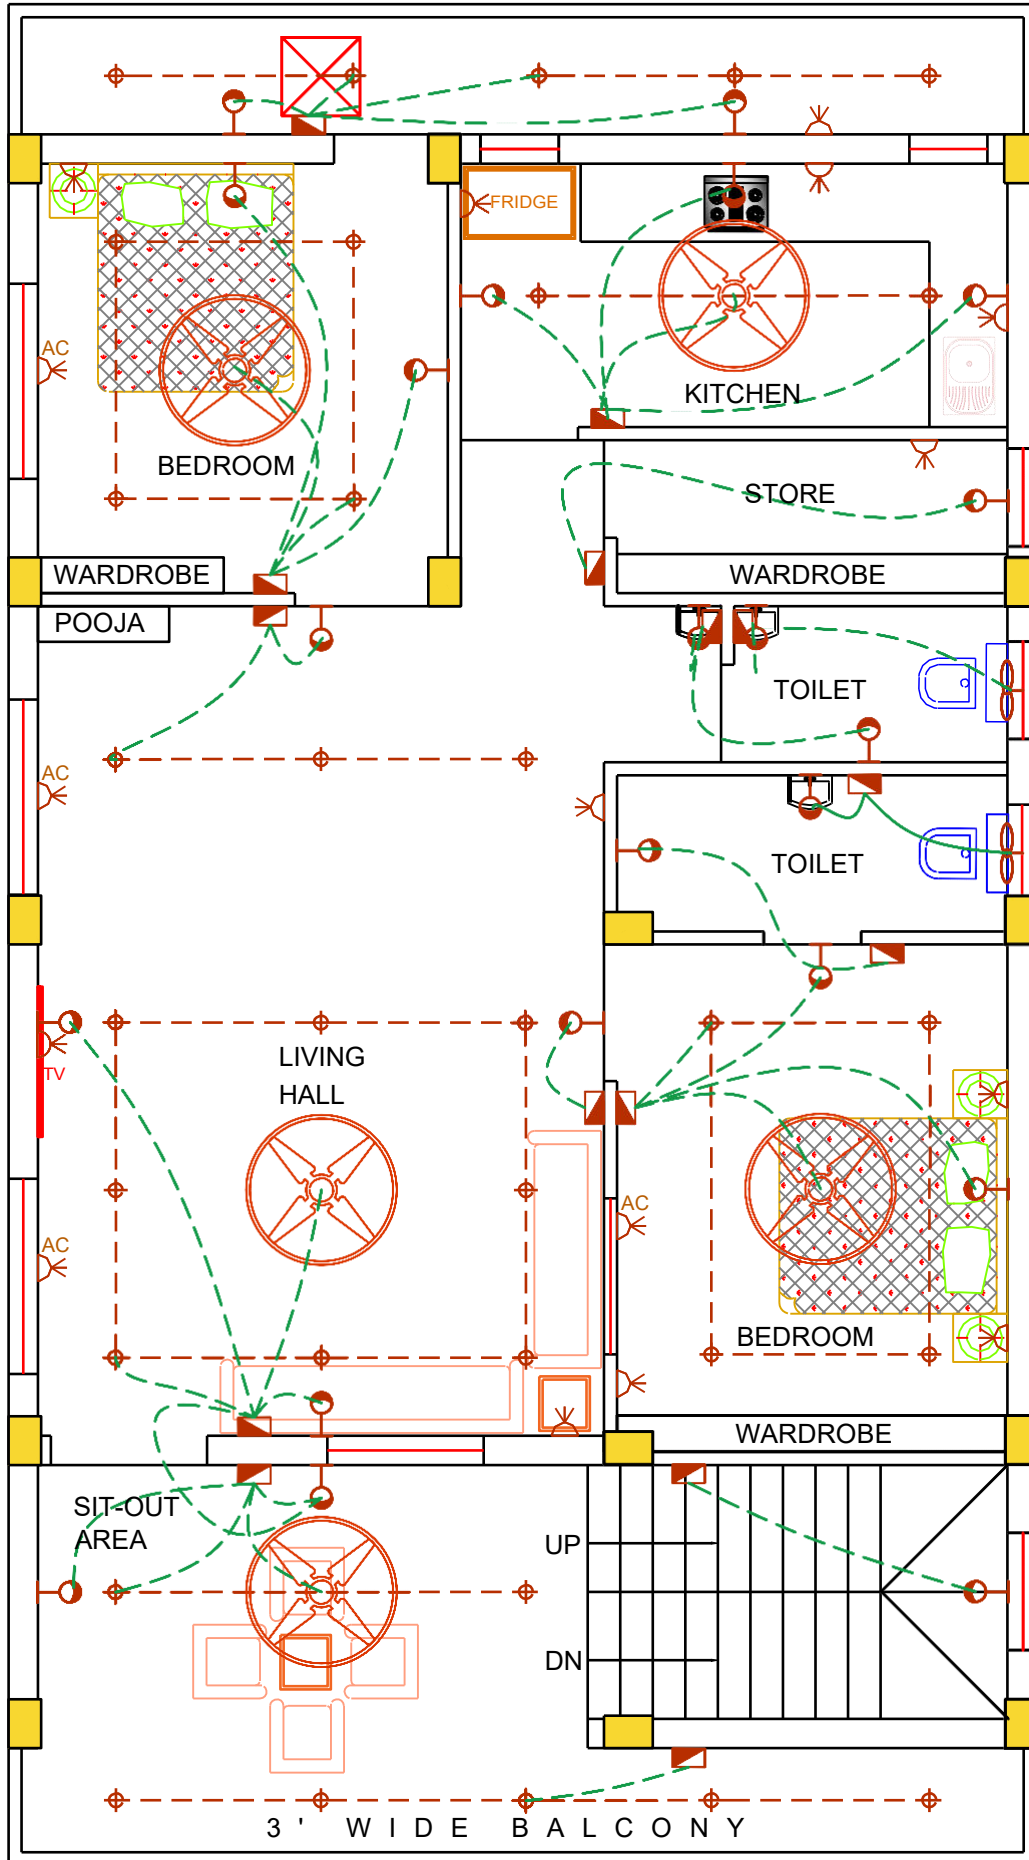 FRIDGE
AC
KITCHEN
BEDROOM
STORE
WARDROBE
WARDROBE
POOJA
TOILET
AC
TOILET
LIVING
HALL
TV
AC
AC
BEDROOM
WARDROBE
SIT-OUT
AREA
UP
DN
3' WIDE BALCONY